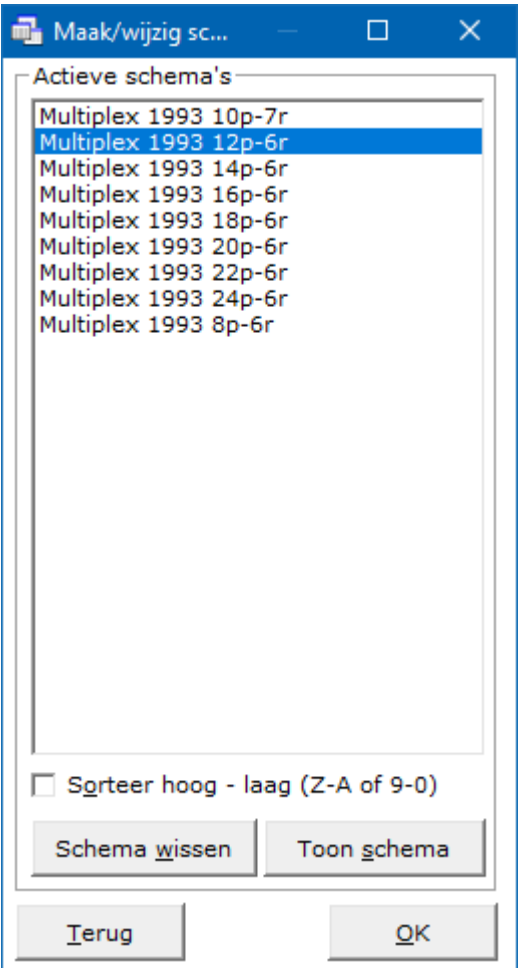 Maak/wijzig sc...
Actieve schema's
Multiplex 1993 10p-7r
Multiplex 1993 12p-6r
Multiplex 1993 14p-6r
Multiplex 1993 16p-6r
Multiplex 1993 18p-6r
Multiplex 1993 20p-6r
Multiplex 1993 22p-6r
Multiplex 1993 24p-6r
Multiplex 1993 8p-6r
Sorteer hoog - laag (Z-A of 9-0)
Schema wissen Toon schema
Terug OK